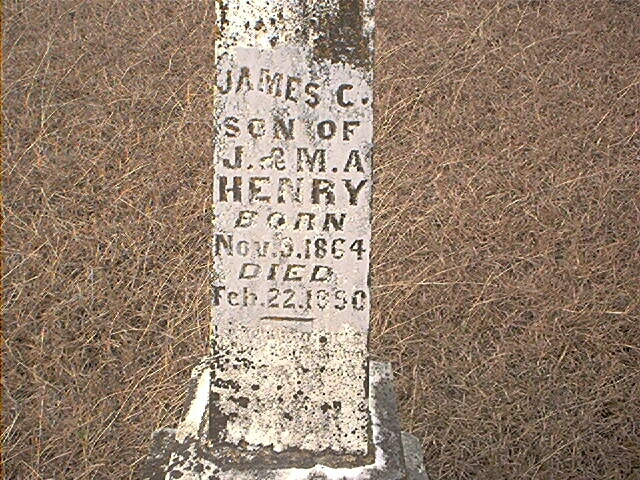 JAMES C.
SON OF
J. & M. A
HENRY
BORN
Nov. 3. 1864
DIED
Feb. 22. 1890